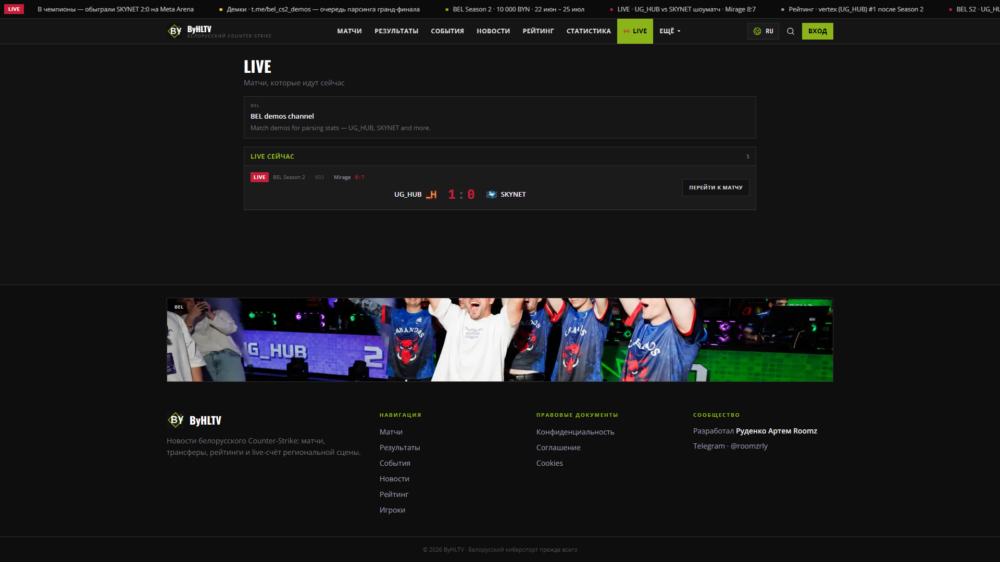 LIVE В чемпионы — обыграли SKYNET 2:0 на Meta Arena • Демки · t.me/bel_cs2_demos — очередь парсинга гранд-финала • BEL Season 2 · 10 000 BYN · 22 июн – 25 июл • LIVE · UG_HUB vs SKYNET шоуматч · Mirage 8:7 • Рейтинг · vertex (UG_HUB) #1 после Season 2 • BEL S2 ·
BY ByHLTV
БЕЛОРУССКИЙ COUNTER-STRIKE
МАТЧИ РЕЗУЛЬТАТЫ СОБЫТИЯ НОВОСТИ РЕЙТИНГ СТАТИСТИКА LIVE ЕЩЁ RU ВХОД
LIVE
Матчи, которые идут сейчас
BEL
BEL demos channel
Match demos for parsing stats — UG_HUB, SKYNET and more.
LIVE СЕЙЧАС 1
LIVE BEL Season 2 · BO3 · Mirage 8:7
UG_HUB _H 1 : 0 SKYNET
ПЕРЕЙТИ К МАТЧУ
BEL
UG_HUB 2
BY ByHLTV
Новости белорусского Counter-Strike: матчи,
трансферы, рейтинги и live-счёт региональной сцены.
НАВИГАЦИЯ
Матчи
Результаты
События
Новости
Рейтинг
Игроки
ПРАВОВЫЕ ДОКУМЕНТЫ
Конфиденциальность
Соглашение
Cookies
СООБЩЕСТВО
Разработал Руденко Артем Roomz
Telegram · @roomzrly
© 2026 ByHLTV · Белорусский киберспорт прежде всего